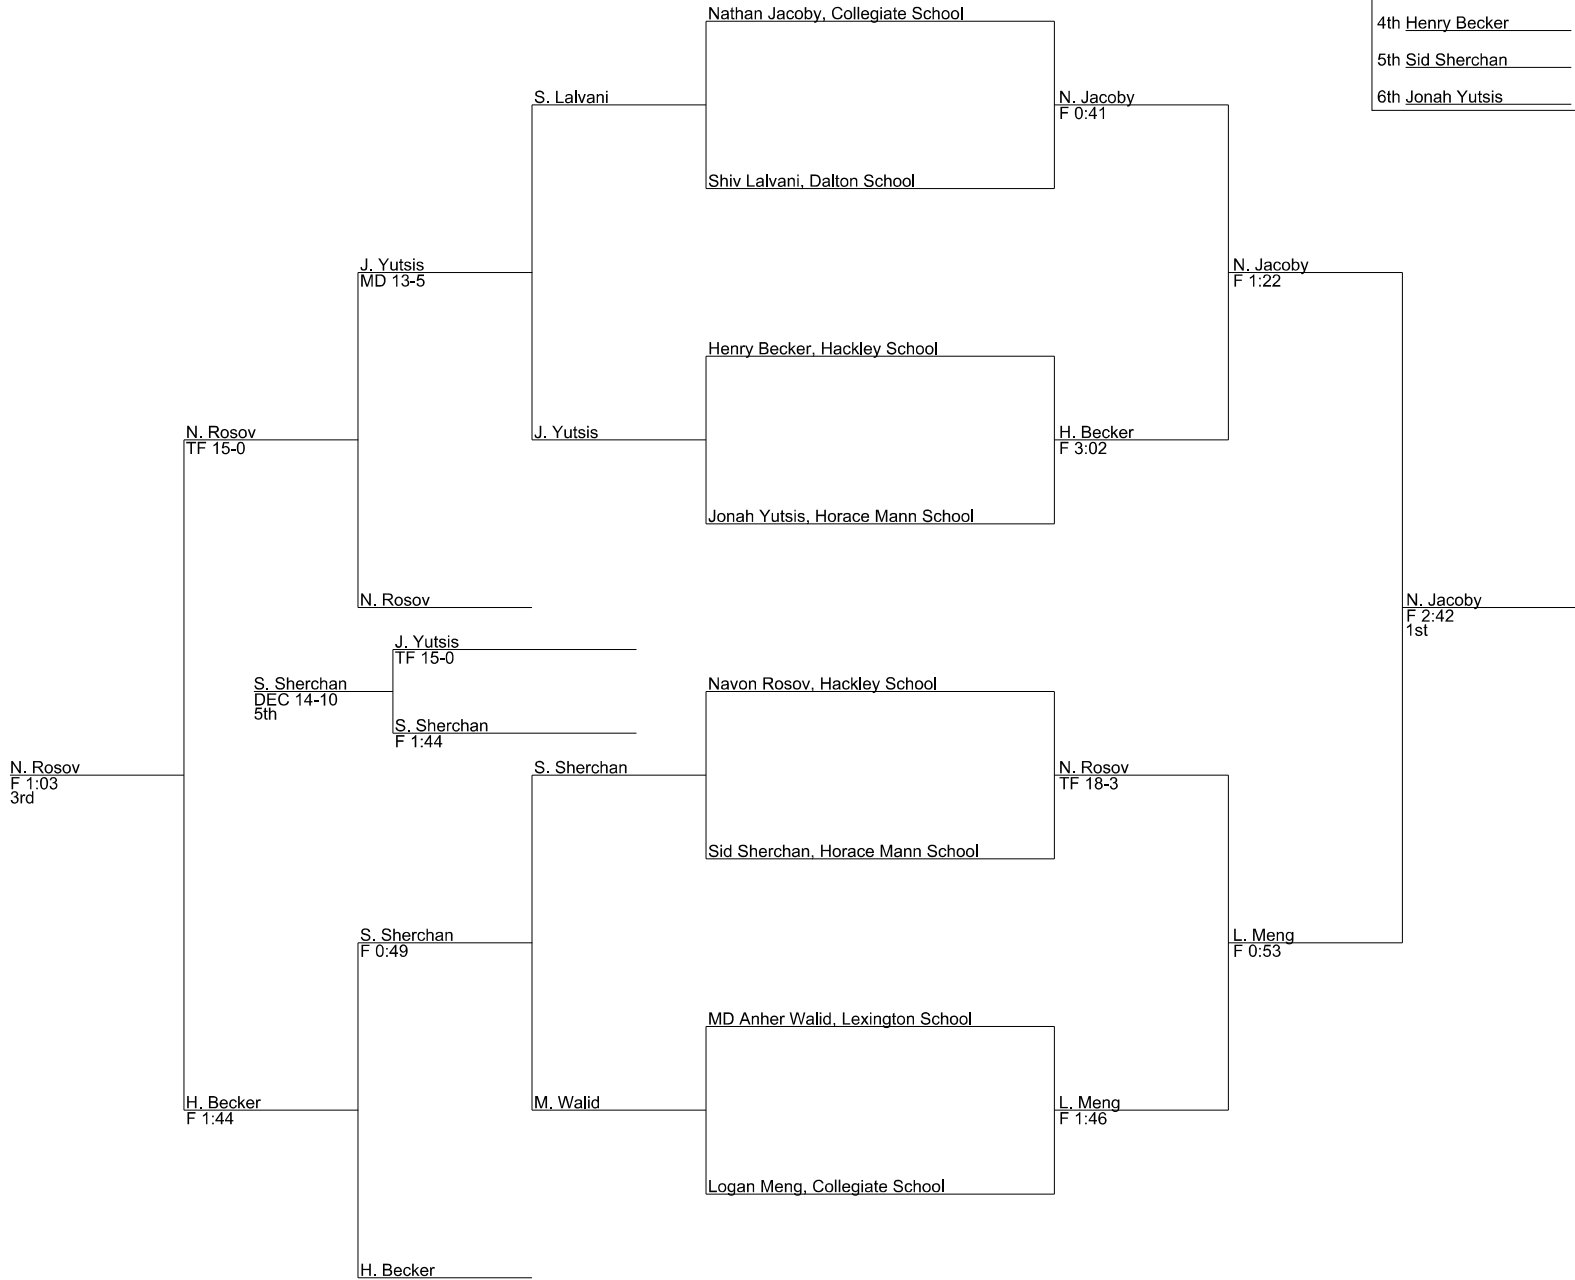 Nathan Jacoby, Collegiate School
4th Henry Becker
5th Sid Sherchan
6th Jonah Yutsis
S. Lalvani
N. Jacoby
F 0:41
Shiv Lalvani, Dalton School
J. Yutsis
MD 13-5
N. Jacoby
F 1:22
Henry Becker, Hackley School
N. Rosov
TF 15-0
J. Yutsis
H. Becker
F 3:02
Jonah Yutsis, Horace Mann School
N. Rosov
N. Jacoby
F 2:42
1st
J. Yutsis
TF 15-0
S. Sherchan
DEC 14-10
5th
Navon Rosov, Hackley School
S. Sherchan
F 1:44
N. Rosov
F 1:03
3rd
S. Sherchan
N. Rosov
TF 18-3
Sid Sherchan, Horace Mann School
S. Sherchan
F 0:49
L. Meng
F 0:53
MD Anher Walid, Lexington School
H. Becker
F 1:44
M. Walid
L. Meng
F 1:46
Logan Meng, Collegiate School
H. Becker